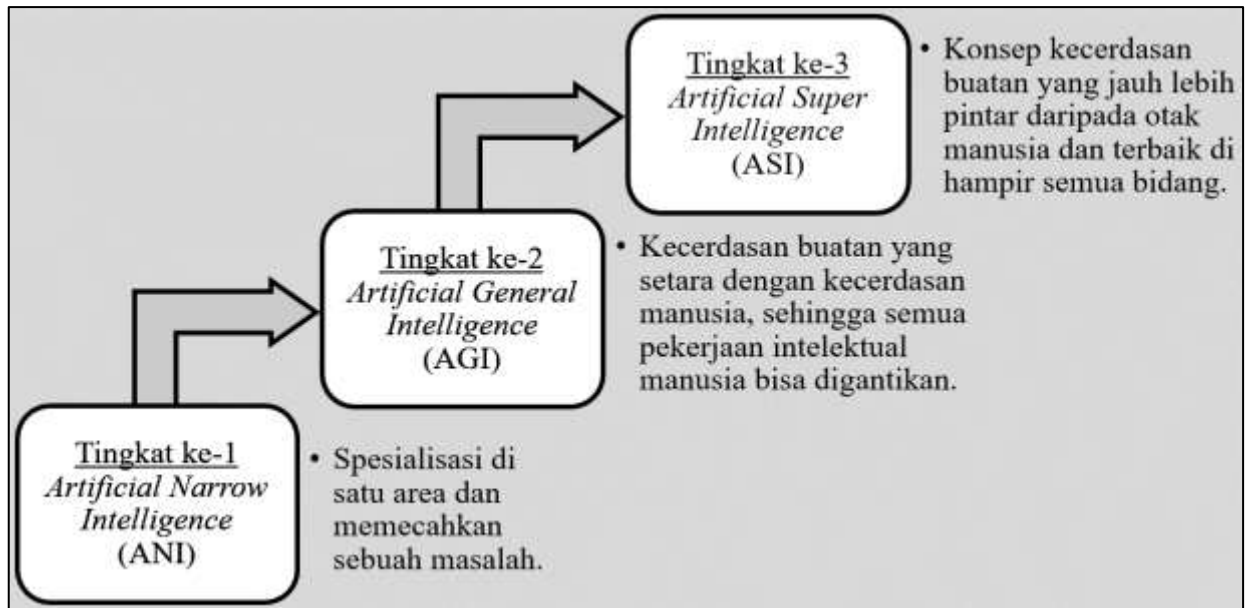 Tingkat ke-3
Artificial Super
Intelligence
(ASI)
• Konsep kecerdasan
buatan yang jauh lebih
pintar daripada otak
manusia dan terbaik di
hampir semua bidang.
Tingkat ke-2
Artificial General
Intelligence
(AGI)
• Kecerdasan buatan yang
setara dengan kecerdasan
manusia, sehingga semua
pekerjaan intelektual
manusia bisa digantikan.
Tingkat ke-1
Artificial Narrow
Intelligence
(ANI)
• Spesialisasi di
satu area dan
memecahkan
sebuah masalah.